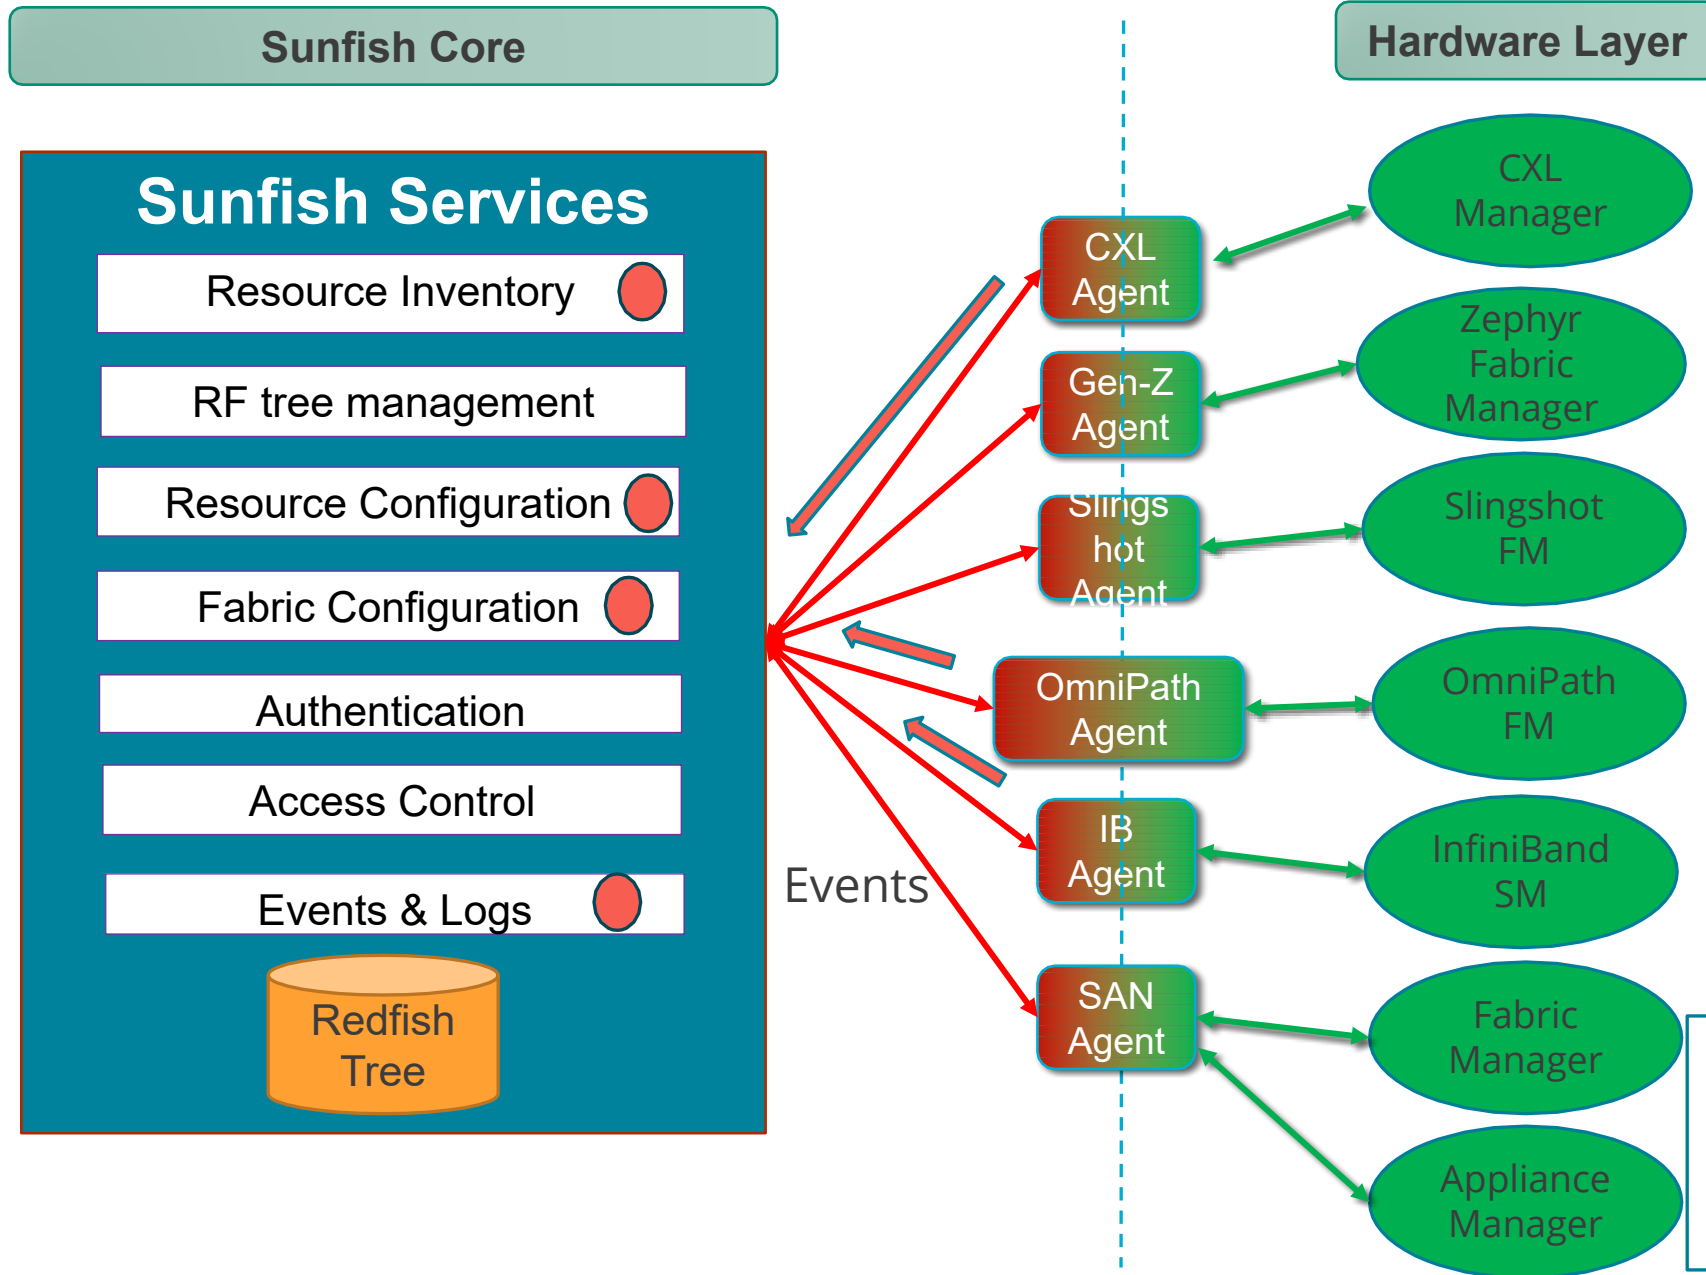 Sunfish Core
Hardware Layer
Sunfish Services
Resource Inventory
RF tree management
Resource Configuration
Fabric Configuration
Authentication
Access Control
Events & Logs
Redfish
Tree
Events
CXL
Agent
Gen-Z
Agent
Slings
hot
Agent
OmniPath
Agent
IB
Agent
SAN
Agent
CXL
Manager
Zephyr
Fabric
Manager
Slingshot
FM
OmniPath
FM
InfiniBand
SM
Fabric
Manager
Appliance
Manager